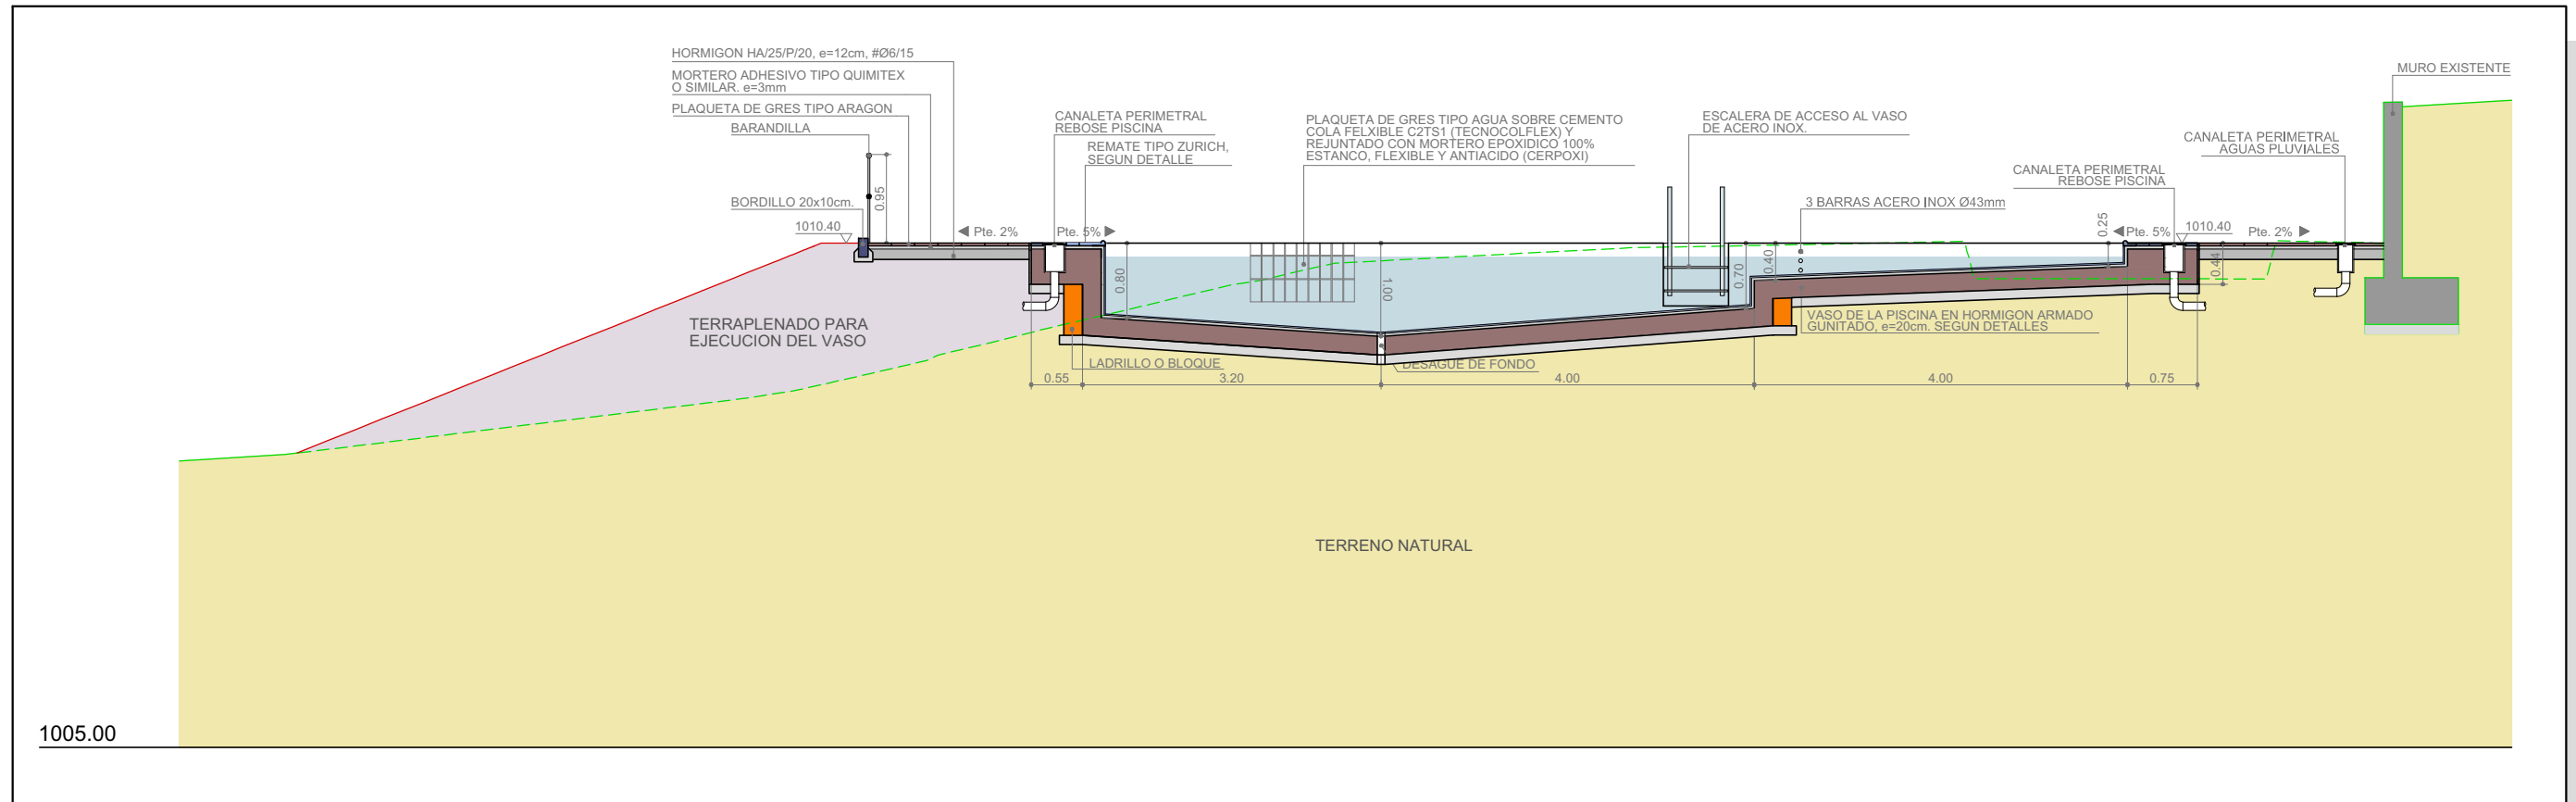 HORMIGON HA/25/P/20, e=12cm, #Ø6/15
MORTERO ADHESIVO TIPO QUIMITEX
O SIMILAR. e=3mm
PLAQUETA DE GRES TIPO ARAGON
BARANDILLA
0.95
BORDILLO 20x10cm.
1010.40
Pte. 2%
Pte. 5%
CANALETA PERIMETRAL
REBOSE PISCINA
REMATE TIPO ZURICH,
SEGUN DETALLE
PLAQUETA DE GRES TIPO AGUA SOBRE CEMENTO
COLA FELXIBLE C2TS1 (TECNOCOLFLEX) Y
REJUNTADO CON MORTERO EPOXIDICO 100%
ESTANCO, FLEXIBLE Y ANTIACIDO (CERPOXI)
ESCALERA DE ACCESO AL VASO
DE ACERO INOX.
3 BARRAS ACERO INOX Ø43mm
MURO EXISTENTE
CANALETA PERIMETRAL
AGUAS PLUVIALES
CANALETA PERIMETRAL
REBOSE PISCINA
0.25
Pte. 5%
1010.40
Pte. 2%
0.80
1.00
0.70
0.40
0.44
TERRAPLENADO PARA
EJECUCION DEL VASO
VASO DE LA PISCINA EN HORMIGON ARMADO
GUNITADO, e=20cm. SEGUN DETALLES
LADRILLO O BLOQUE
DESAGUE DE FONDO
0.55
3.20
4.00
4.00
0.75
TERRENO NATURAL
1005.00